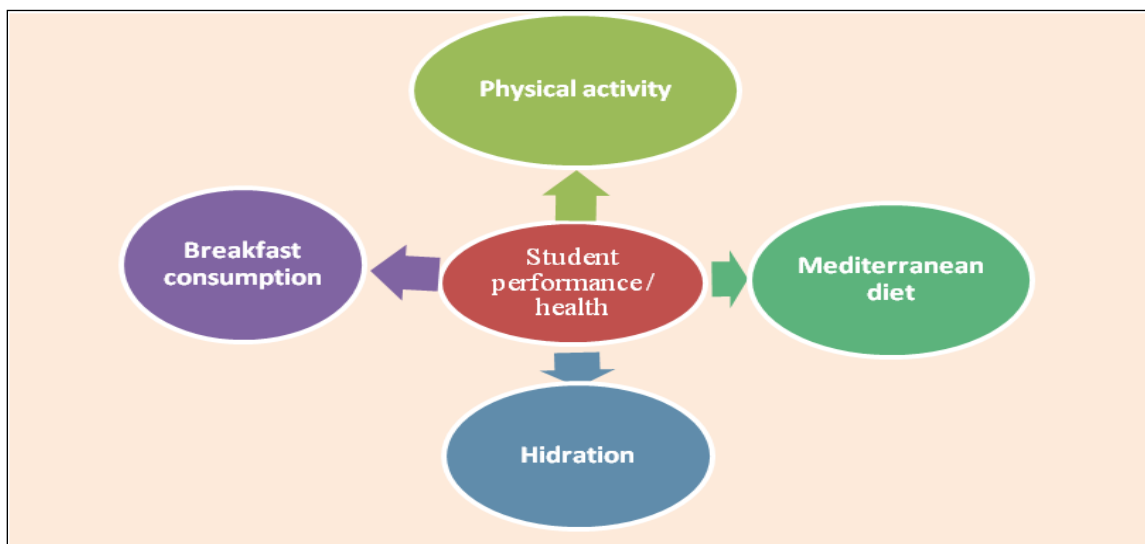 Physical activity
Breakfast
consumption
Student
performance /
health
Mediterranean
diet
Hidration